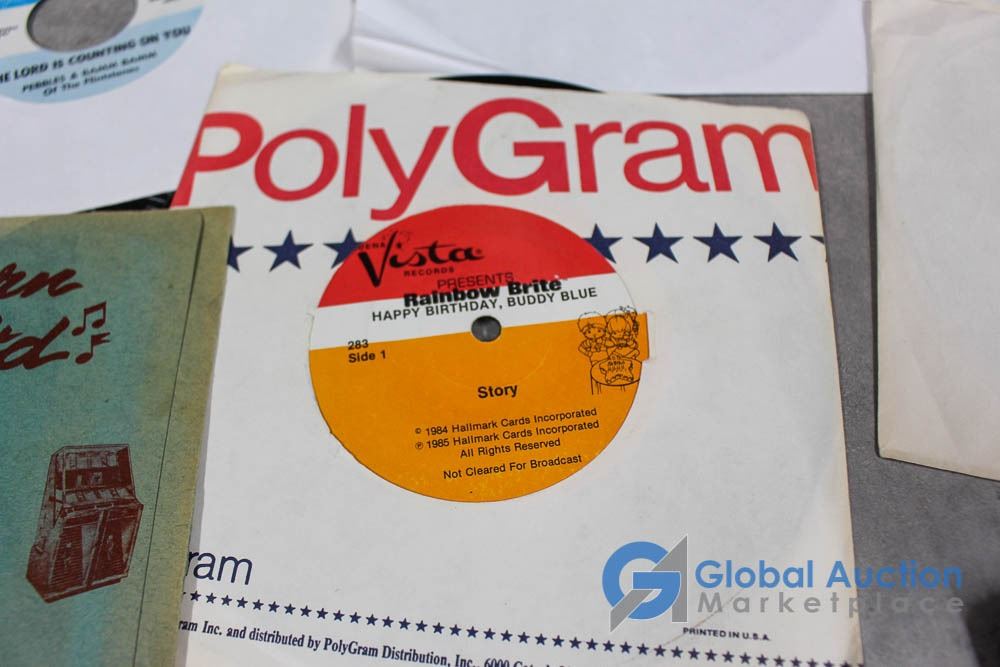 THE LORD IS COUNTING ON YOU
PEBBLES & BAMM BAMM
Of The Flintstones
PolyGram
Vista
RECORDS
PRESENTS
Rainbow Brite
HAPPY BIRTHDAY, BUDDY BLUE
283
Side 1
Story
© 1984 Hallmark Cards Incorporated
℗ 1985 Hallmark Cards Incorporated
All Rights Reserved
Not Cleared For Broadcast
ram
ram Inc. and distributed by PolyGram Distribution, Inc., 6000
PRINTED IN U.S.A.
Global Auction
Marketplace